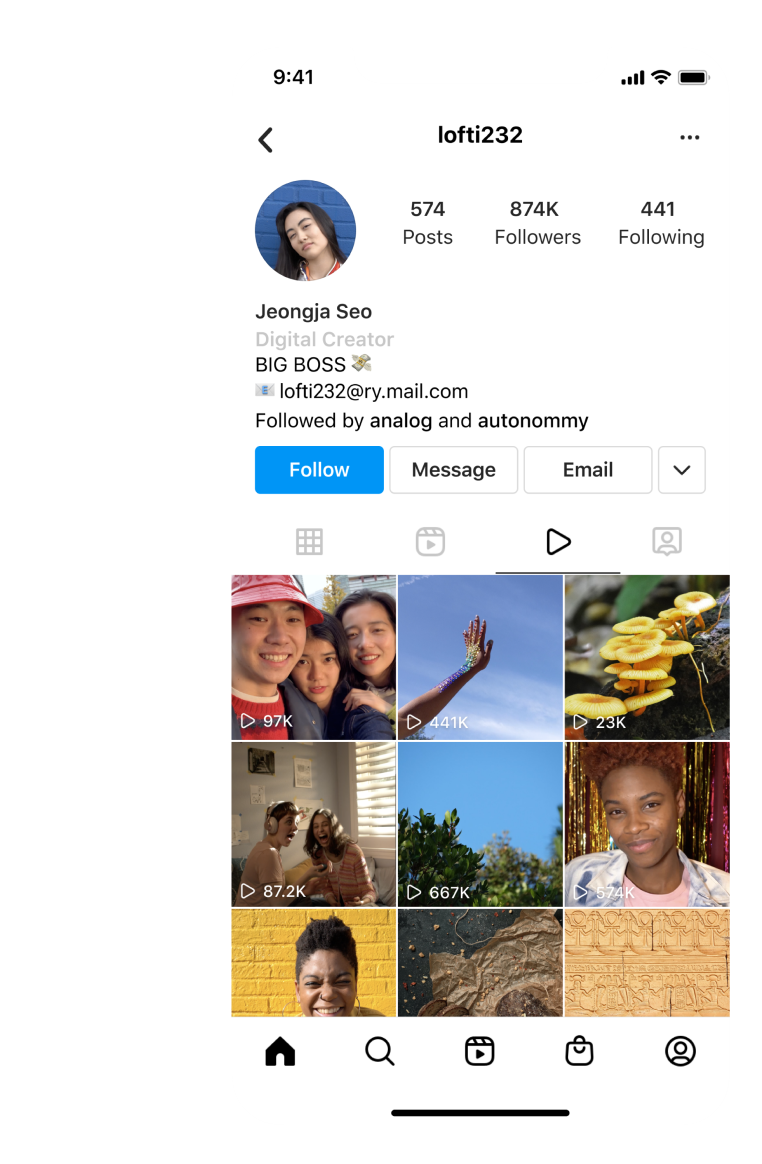 9:41
lofti232
574 874K 441
Posts Followers Following
Jeongja Seo
Digital Creator
BIG BOSS 💸
📧 lofti232@ry.mail.com
Followed by analog and autonommy
Follow Message Email
97K 441K 23K
87.2K 667K 574K